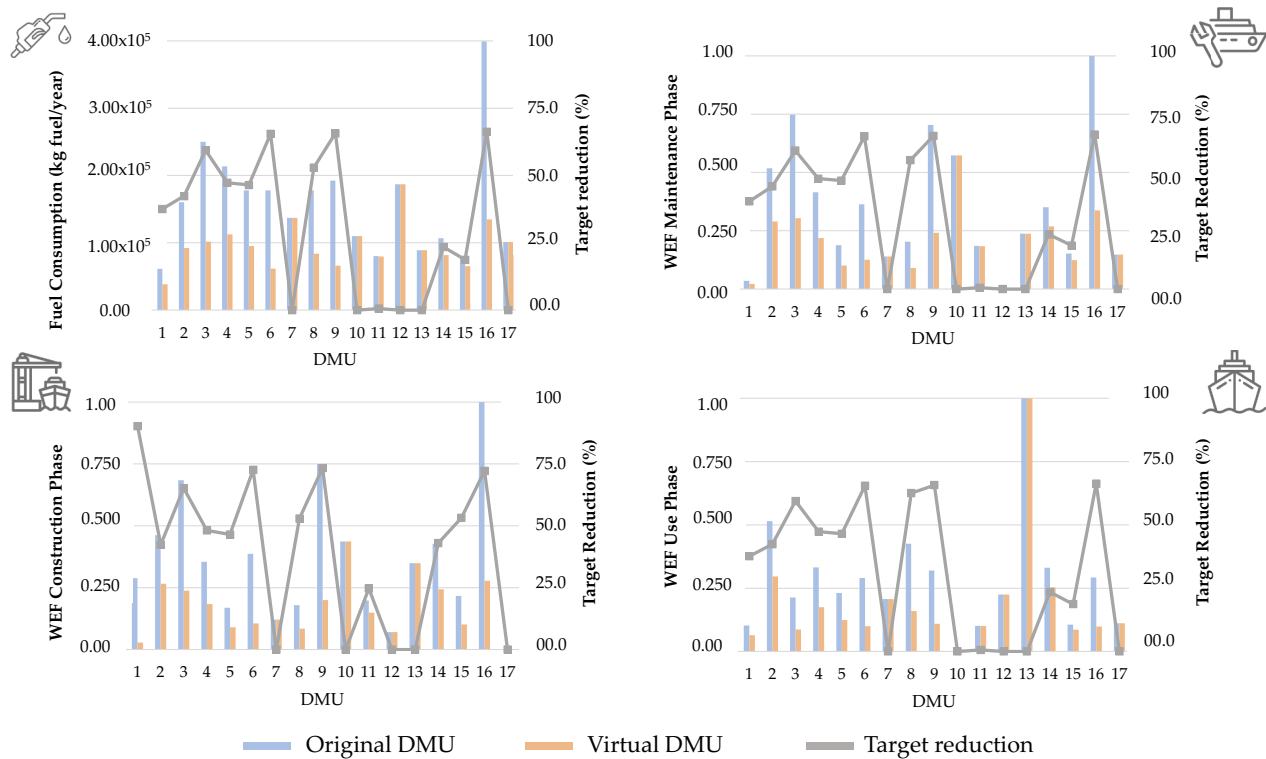 4.00x10⁵
3.00x10⁵
2.00x10⁵
1.00x10⁵
0.00
Fuel Consumption (kg fuel/year)
100
75.0
50.0
25.0
00.0
Target reduction (%)
1 2 3 4 5 6 7 8 9 10 11 12 13 14 15 16 17
DMU
1.00
0.750
0.500
0.250
0.00
WEF Maintenance Phase
100
75.0
50.0
25.0
00.0
Target Redcution (%)
1 2 3 4 5 6 7 8 9 10 11 12 13 14 15 16 17
DMU
1.00
0.750
0.500
0.250
0.00
WEF Construction Phase
100
75.0
50.0
25.0
00.0
Target Reduction (%)
1 2 3 4 5 6 7 8 9 10 11 12 13 14 15 16 17
DMU
1.00
0.750
0.500
0.250
0.00
WEF Use Phase
100
75.0
50.0
25.0
00.0
Target Reduction (%)
1 2 3 4 5 6 7 8 9 10 11 12 13 14 15 16 17
DMU
Original DMU Virtual DMU Target reduction